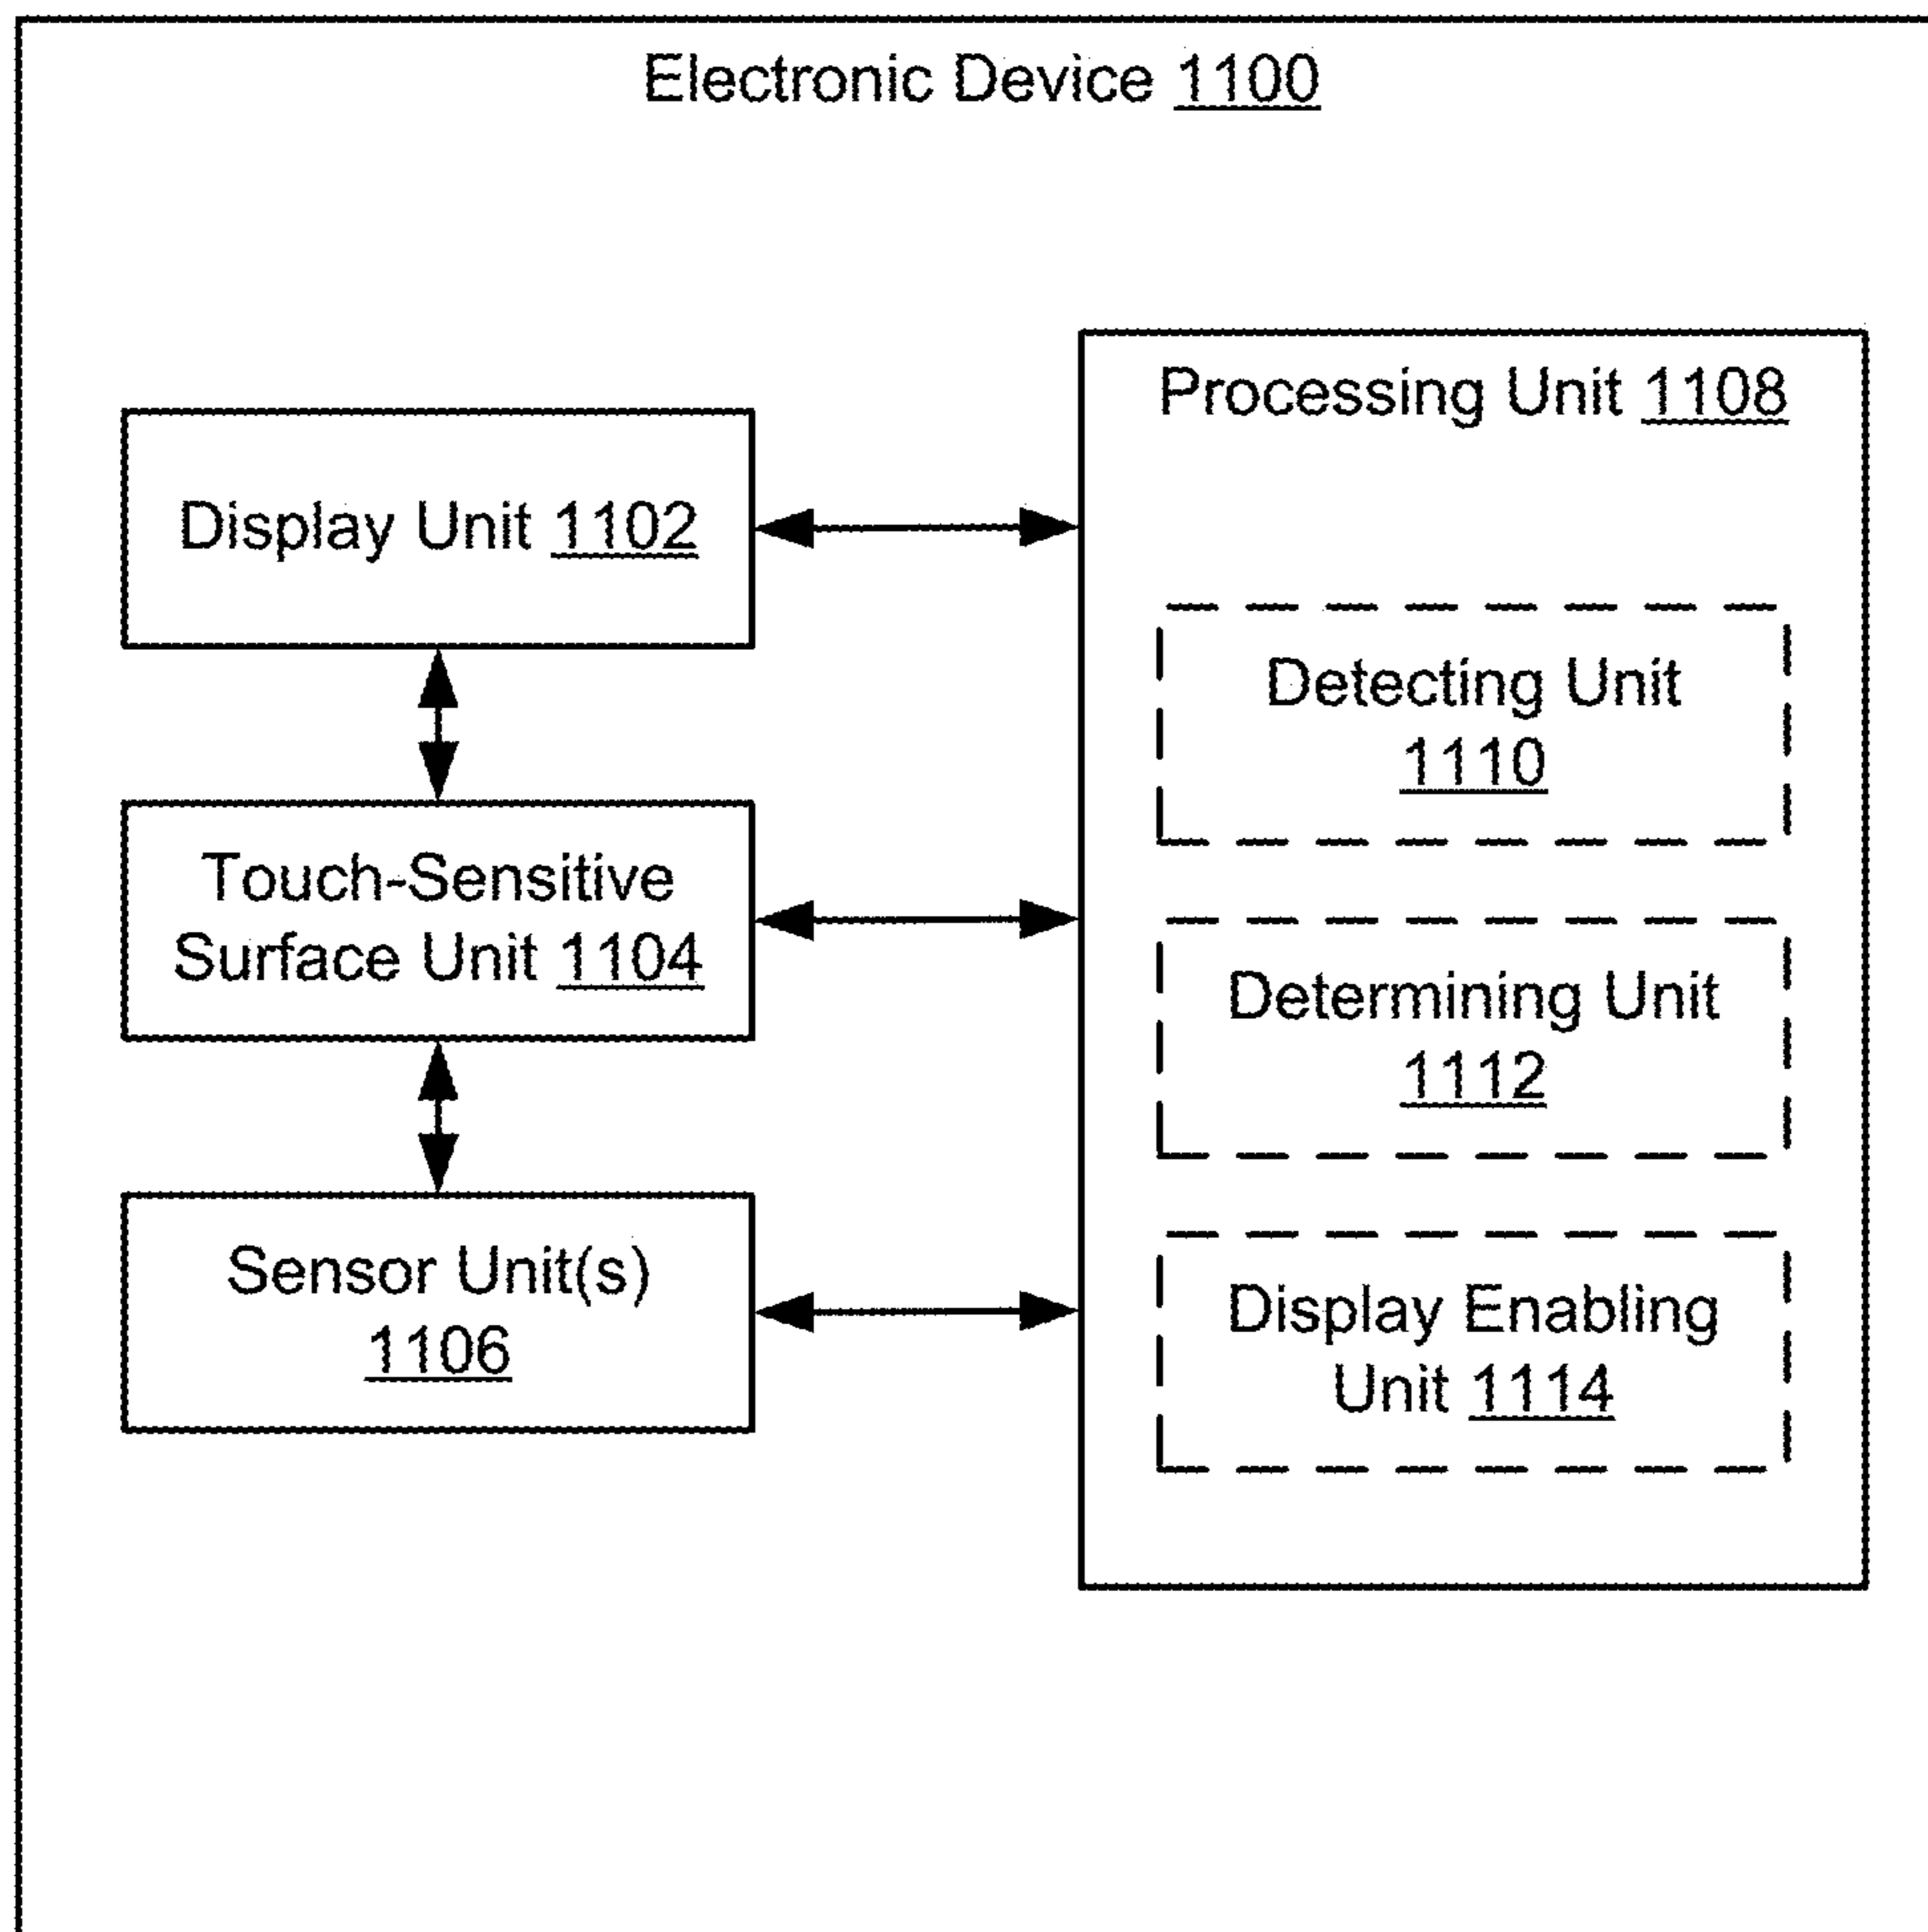 Electronic Device 1100
Display Unit 1102
Touch-Sensitive
Surface Unit 1104
Sensor Unit(s)
1106
Processing Unit 1108
Detecting Unit
1110
Determining Unit
1112
Display Enabling
Unit 1114